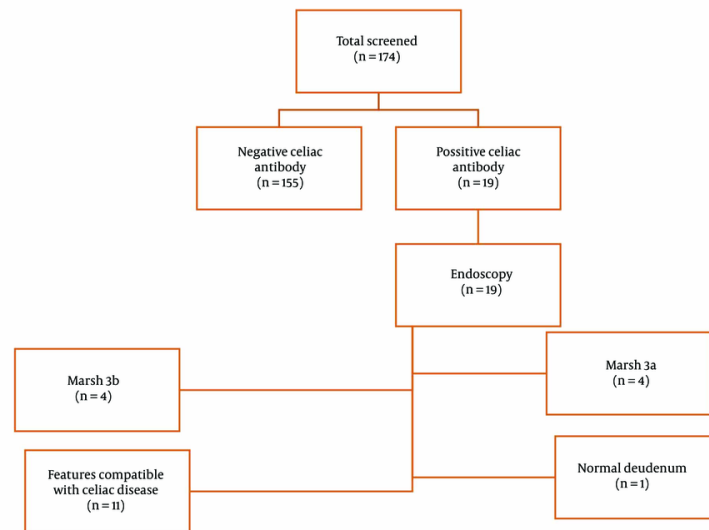 Total screened
(n = 174)
Negative celiac
antibody
(n = 155)
Possitive celiac
antibody
(n = 19)
Endoscopy
(n = 19)
Marsh 3b
(n = 4)
Marsh 3a
(n = 4)
Features compatible
with celiac disease
(n = 11)
Normal deudenum
(n = 1)